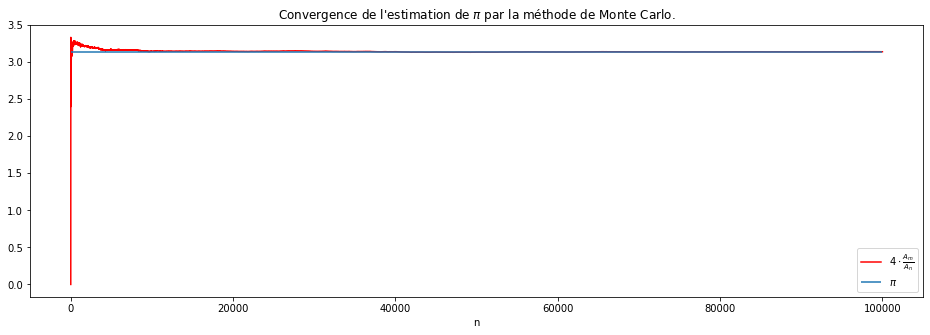 Convergence de l'estimation de π par la méthode de Monte Carlo.
3.5
3.0
2.5
2.0
1.5
1.0
0.5
0.0
0 20000 40000 60000 80000 100000
n
4 · A_m/A_n
π